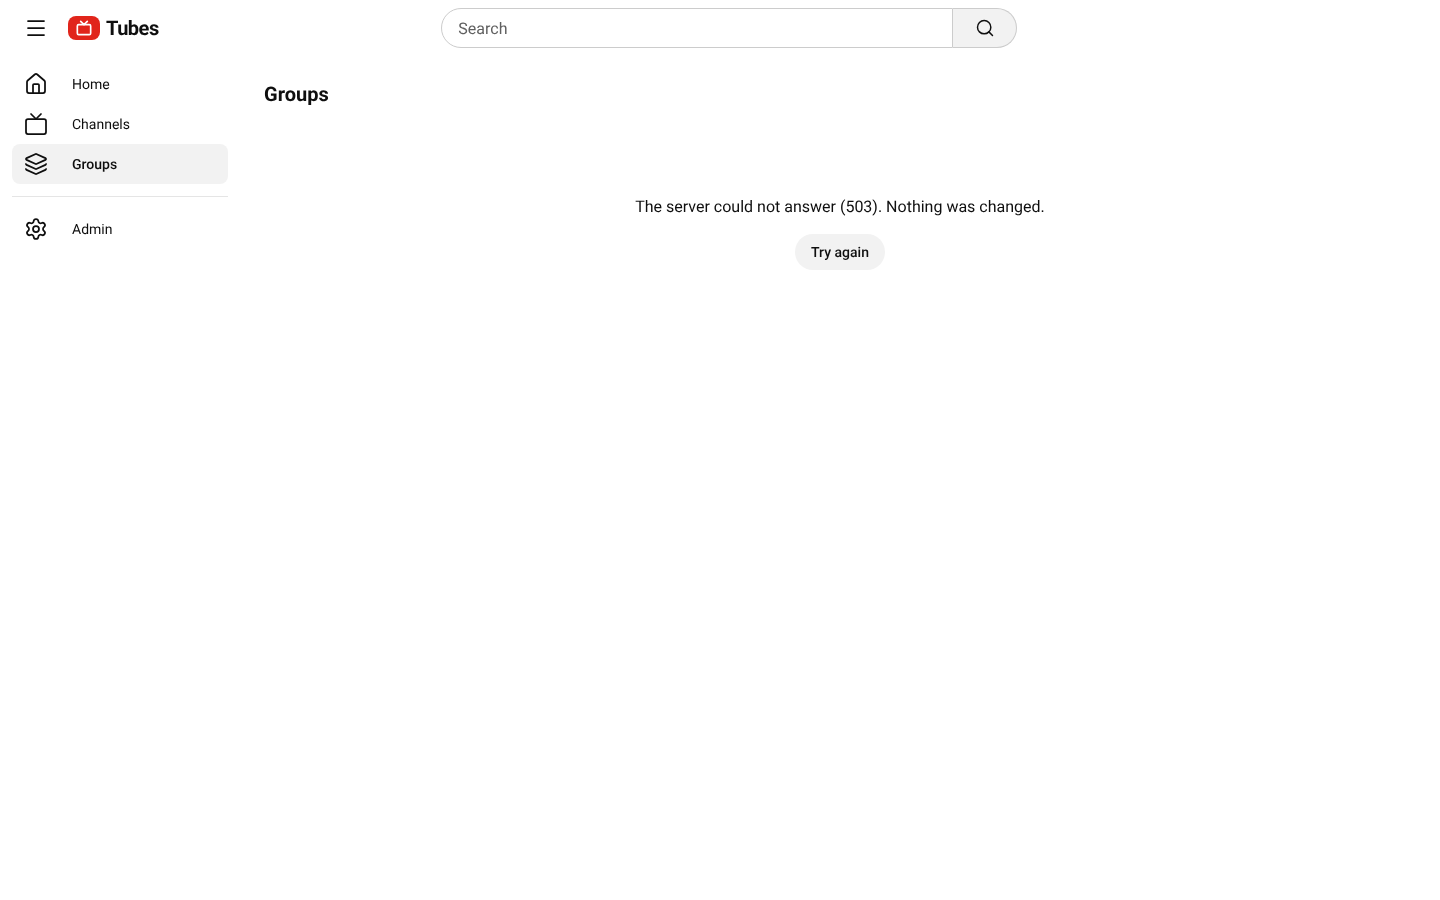 Tubes
Search
Home
Channels
Groups
Admin
Groups
The server could not answer (503). Nothing was changed.
Try again